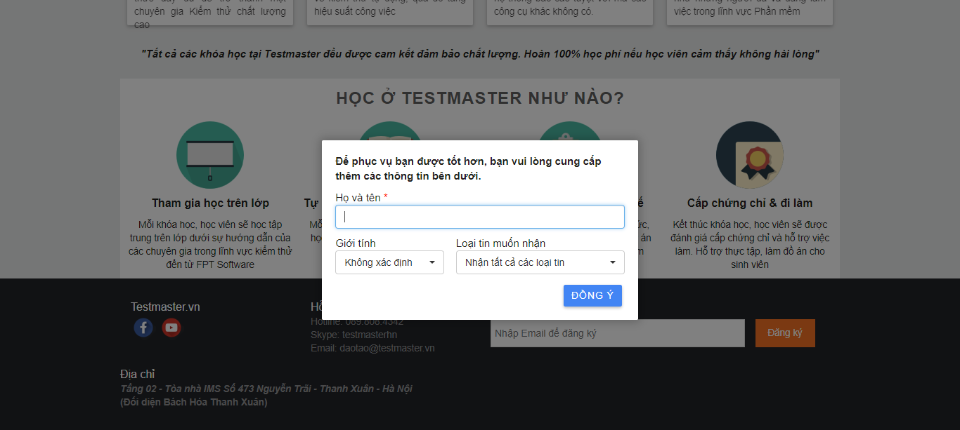 chuyên gia Kiểm thử chất lượng
cao
hiệu suất công việc
công cụ khác không có.
việc trong lĩnh vực Phần mềm
"Tất cả các khóa học tại Testmaster đều được cam kết đảm bảo chất lượng. Hoàn 100% học phí nếu học viên cảm thấy không hài lòng"
HỌC Ở TESTMASTER NHƯ NÀO?
Để phục vụ bạn được tốt hơn, bạn vui lòng cung cấp
thêm các thông tin bên dưới.
Họ và tên *
Giới tính
Loại tin muốn nhận
Không xác định
Nhận tất cả các loại tin
ĐỒNG Ý
Tham gia học trên lớp
Mỗi khóa học, học viên sẽ học tập
trung trên lớp dưới sự hướng dẫn của
các chuyên gia trong lĩnh vực kiểm thử
đến từ FPT Software
Tự
Cấp chứng chỉ & đi làm
Kết thúc khóa học, học viên sẽ được
đánh giá cấp chứng chỉ và hỗ trợ việc
làm. Hỗ trợ thực tập, làm đồ án cho
sinh viên
Testmaster.vn
Hotline: 089.808.4342
Skype: testmasterhn
Email: daotao@testmaster.vn
Nhập Email để đăng ký
Đăng ký
Địa chỉ
Tầng 02 - Tòa nhà IMS Số 473 Nguyễn Trãi - Thanh Xuân - Hà Nội
(Đối diện Bách Hóa Thanh Xuân)